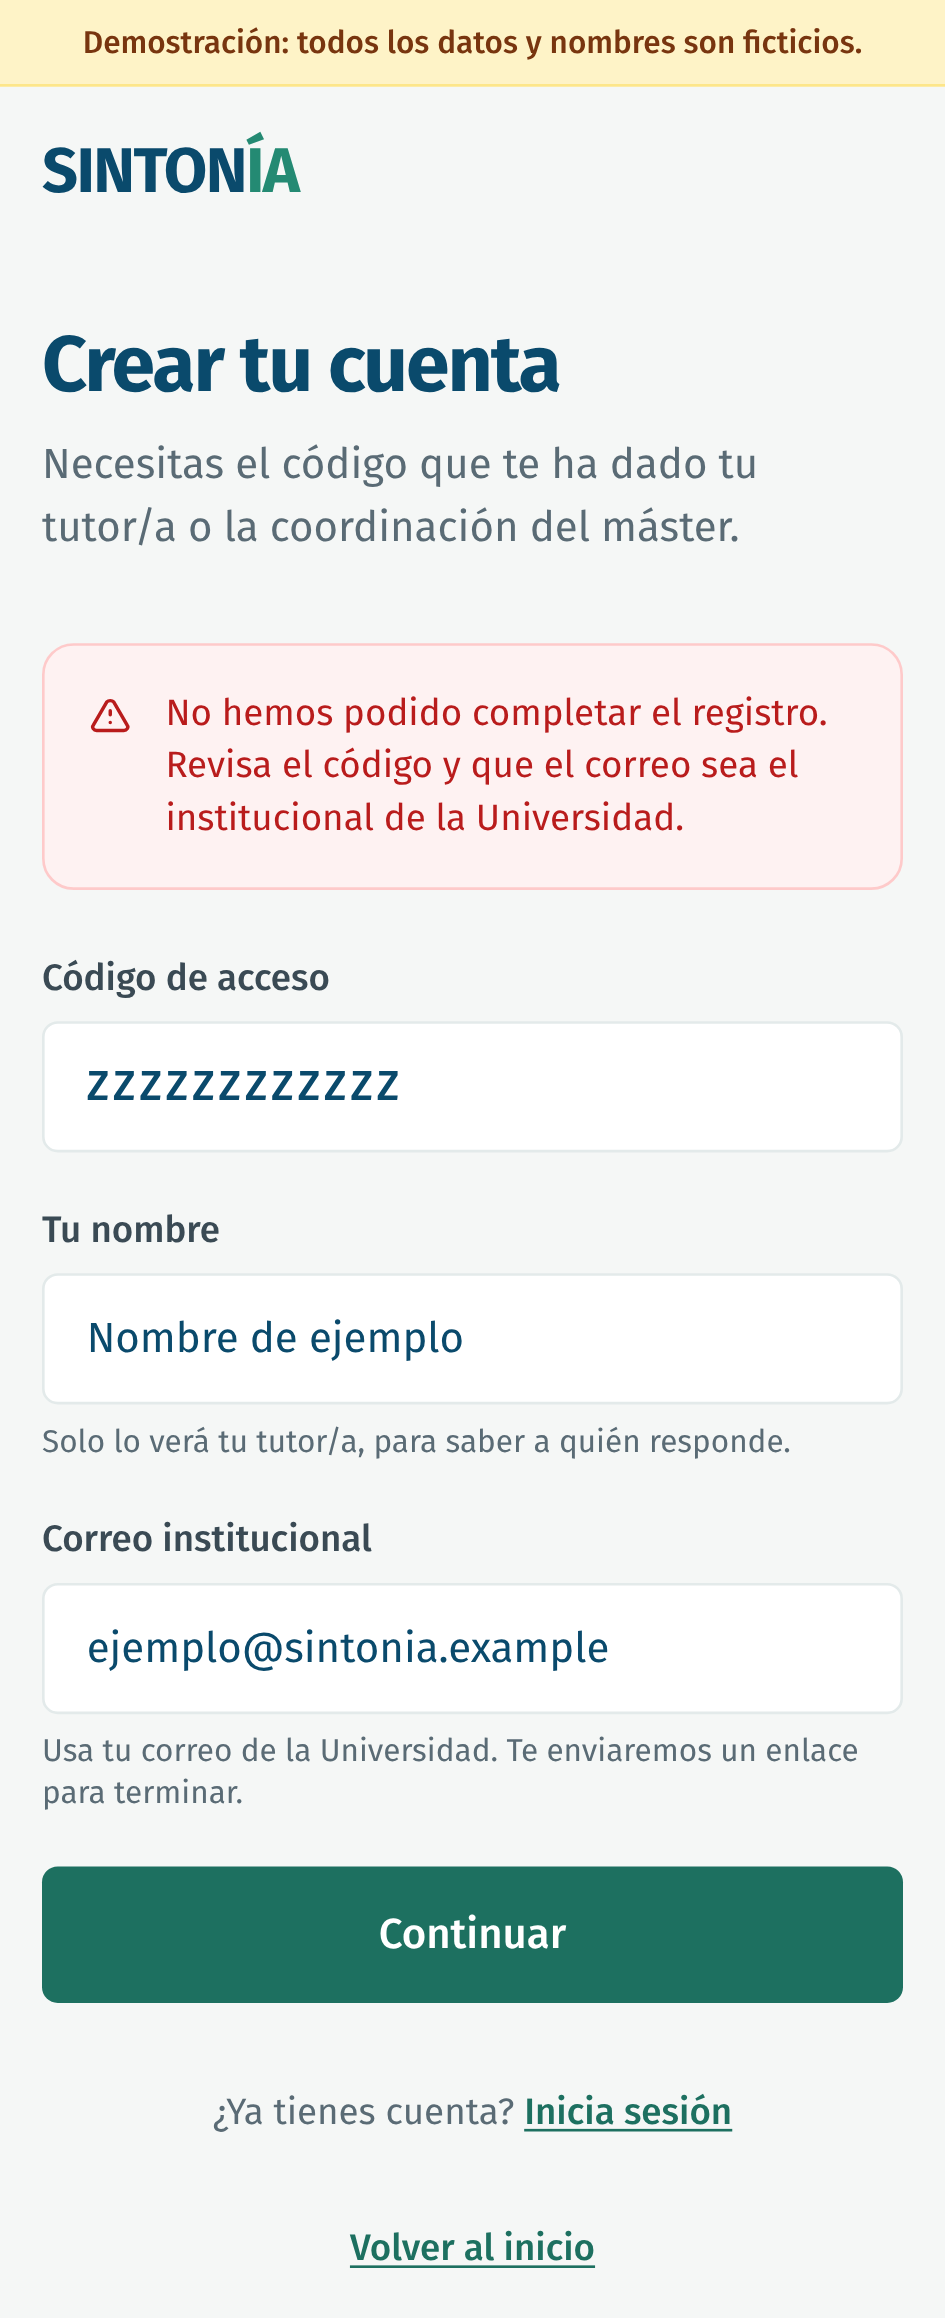 Demostración: todos los datos y nombres son ficticios.
SINTONÍA
Crear tu cuenta
Necesitas el código que te ha dado tu
tutor/a o la coordinación del máster.
No hemos podido completar el registro.
Revisa el código y que el correo sea el
institucional de la Universidad.
Código de acceso
ZZZZZZZZZZZZ
Tu nombre
Nombre de ejemplo
Solo lo verá tu tutor/a, para saber a quién responde.
Correo institucional
ejemplo@sintonia.example
Usa tu correo de la Universidad. Te enviaremos un enlace
para terminar.
Continuar
¿Ya tienes cuenta? Inicia sesión
Volver al inicio